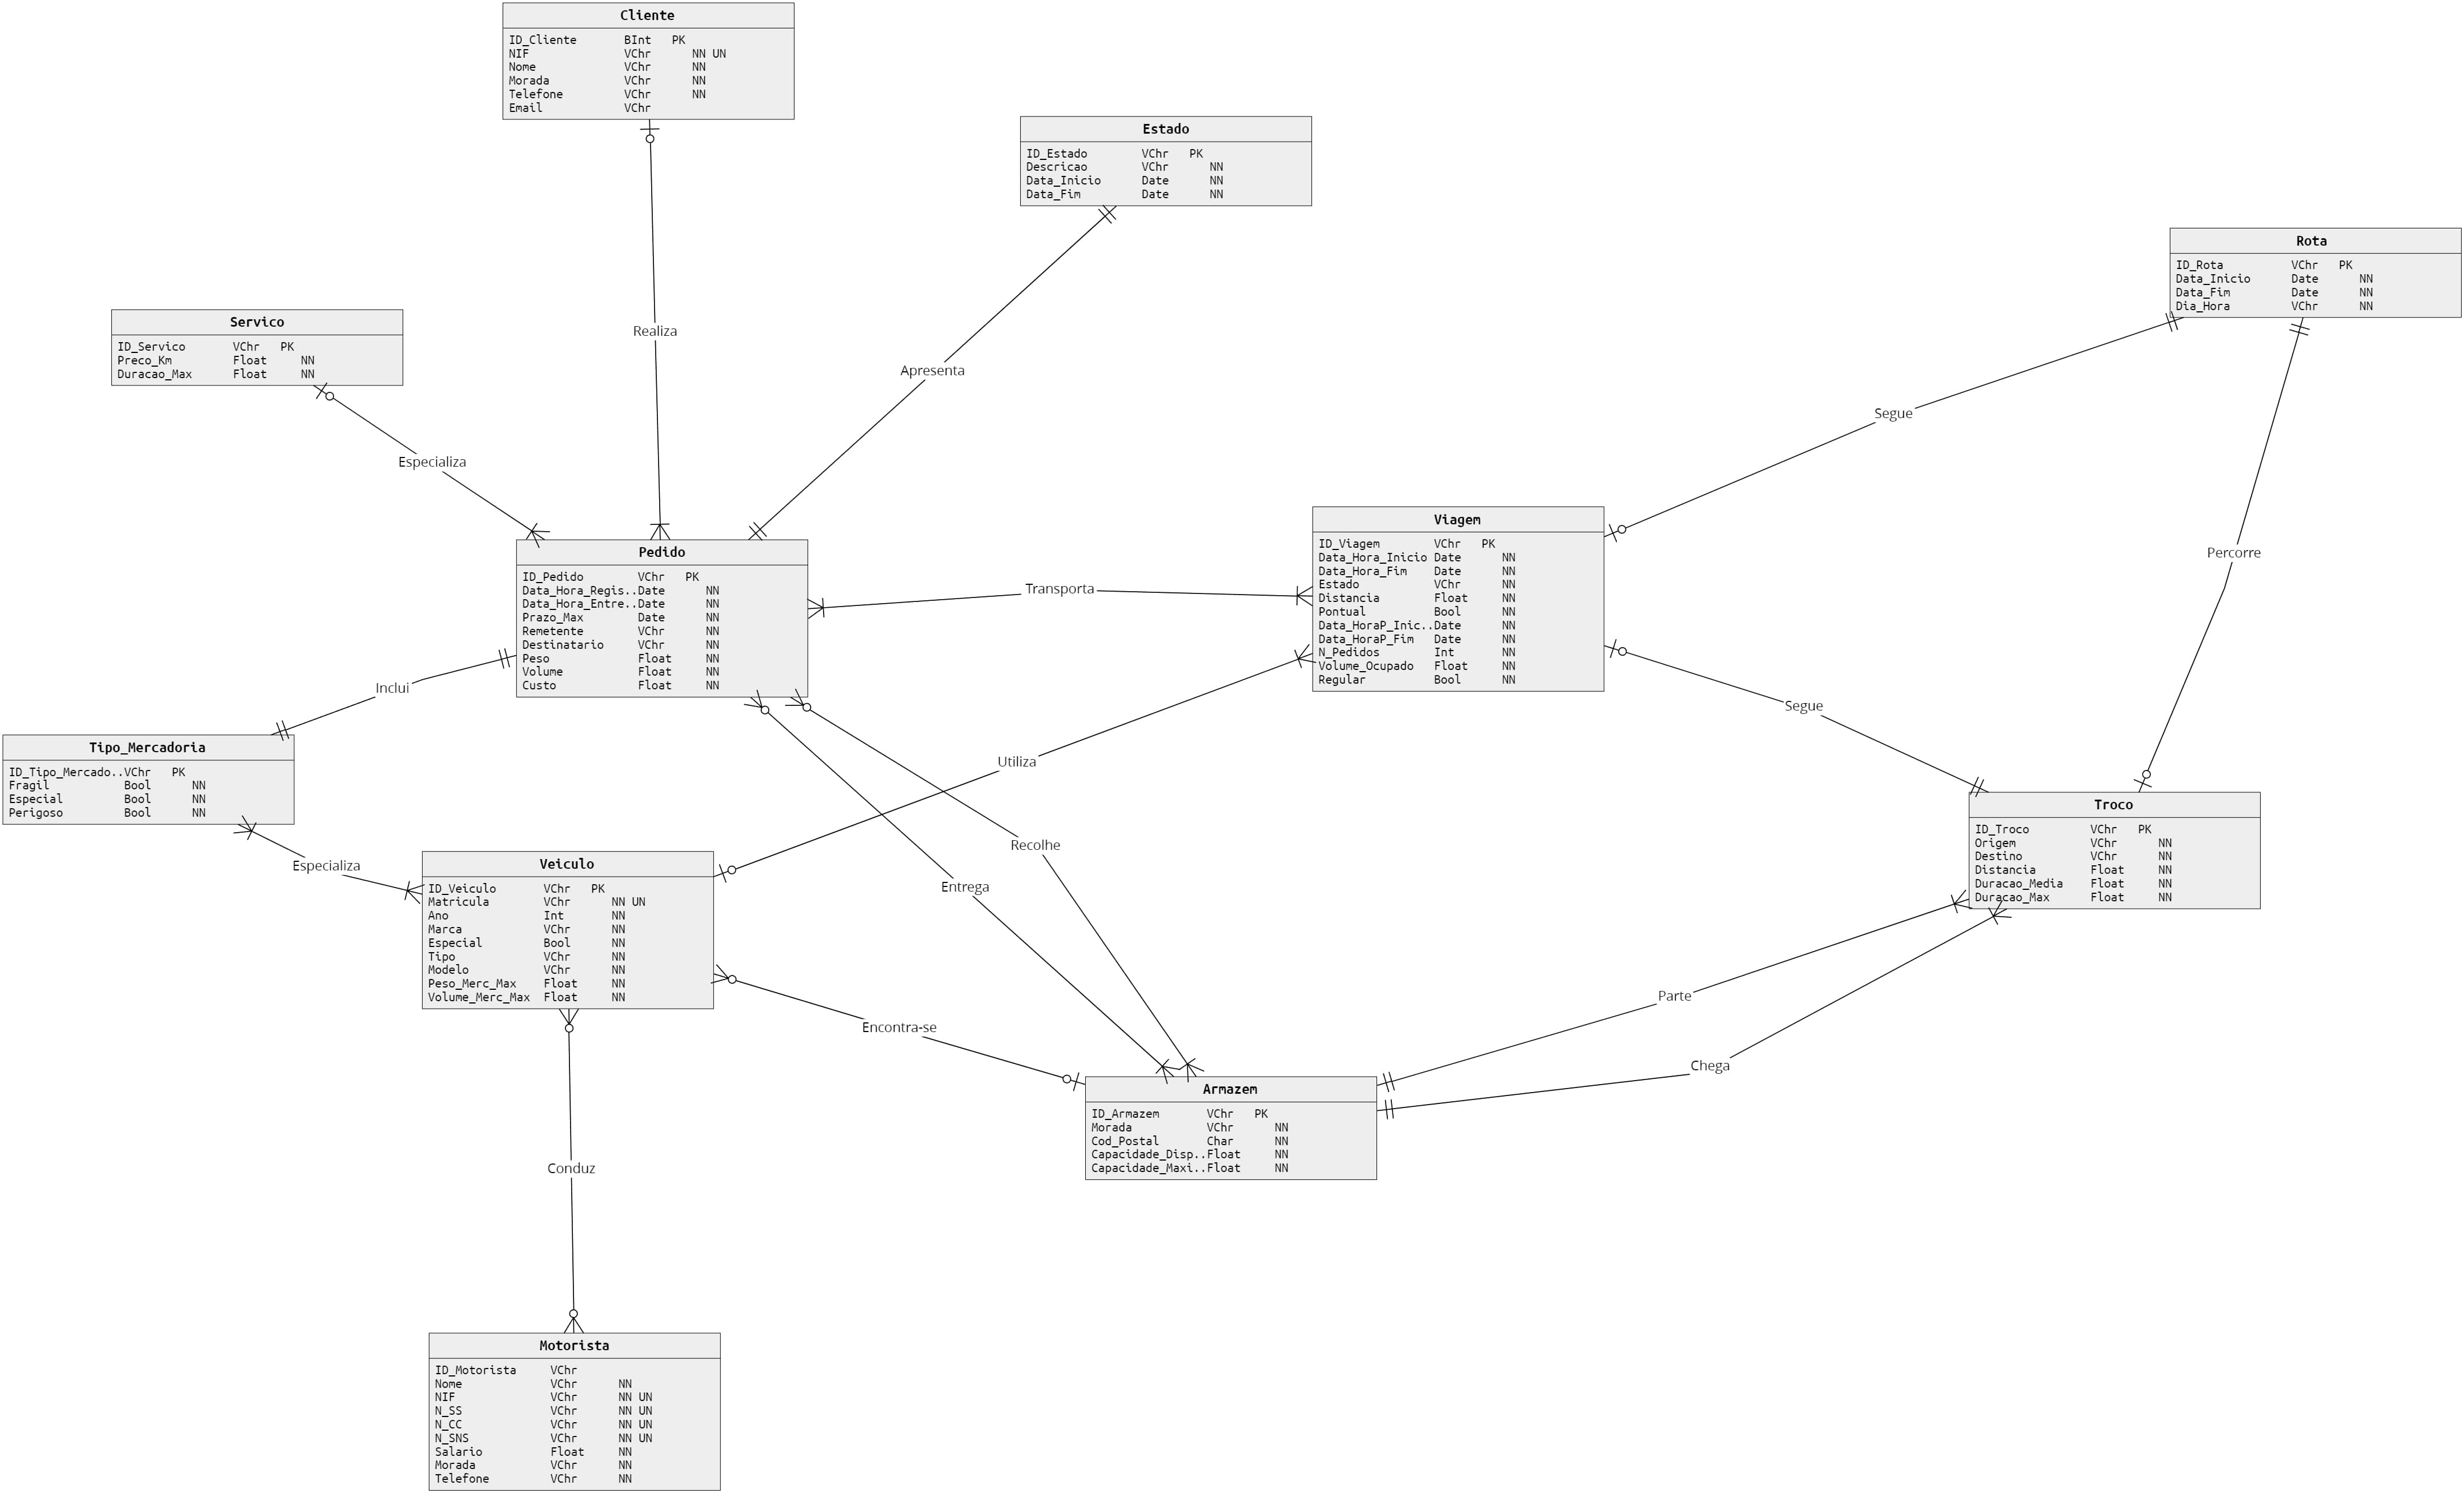 Cliente
ID_Cliente BInt PK
NIF VChr NN UN
Nome VChr NN
Morada VChr NN
Telefone VChr NN
Email VChr
Estado
ID_Estado VChr PK
Descricao VChr NN
Data_Inicio Date NN
Data_Fim Date NN
Rota
ID_Rota VChr PK
Data_Inicio Date NN
Data_Fim Date NN
Dia_Hora VChr NN
Servico
ID_Servico VChr PK
Preco_Km Float NN
Duracao_Max Float NN
Realiza
Apresenta
Segue
Especializa
Percorre
Viagem
ID_Viagem VChr PK
Data_Hora_Inicio Date NN
Data_Hora_Fim Date NN
Estado VChr NN
Distancia Float NN
Pontual Bool NN
Data_HoraP_Inic..Date NN
Data_HoraP_Fim Date NN
N_Pedidos Int NN
Volume_Ocupado Float NN
Regular Bool NN
Pedido
ID_Pedido VChr PK
Data_Hora_Regis..Date NN
Data_Hora_Entre..Date NN
Prazo_Max Date NN
Remetente VChr NN
Destinatario VChr NN
Peso Float NN
Volume Float NN
Custo Float NN
Transporta
Inclui
Segue
Tipo_Mercadoria
ID_Tipo_Mercado..VChr PK
Fragil Bool NN
Especial Bool NN
Perigoso Bool NN
Utiliza
Recolhe
Entrega
Especializa
Troco
ID_Troco VChr PK
Origem VChr NN
Destino VChr NN
Distancia Float NN
Duracao_Media Float NN
Duracao_Max Float NN
Veiculo
ID_Veiculo VChr PK
Matricula VChr NN UN
Ano Int NN
Marca VChr NN
Especial Bool NN
Tipo VChr NN
Modelo VChr NN
Peso_Merc_Max Float NN
Volume_Merc_Max Float NN
Parte
Encontra-se
Chega
Armazem
ID_Armazem VChr PK
Morada VChr NN
Cod_Postal Char NN
Capacidade_Disp..Float NN
Capacidade_Maxi..Float NN
Conduz
Motorista
ID_Motorista VChr
Nome VChr NN
NIF VChr NN UN
N_SS VChr NN UN
N_CC VChr NN UN
N_SNS VChr NN UN
Salario Float NN
Morada VChr NN
Telefone VChr NN